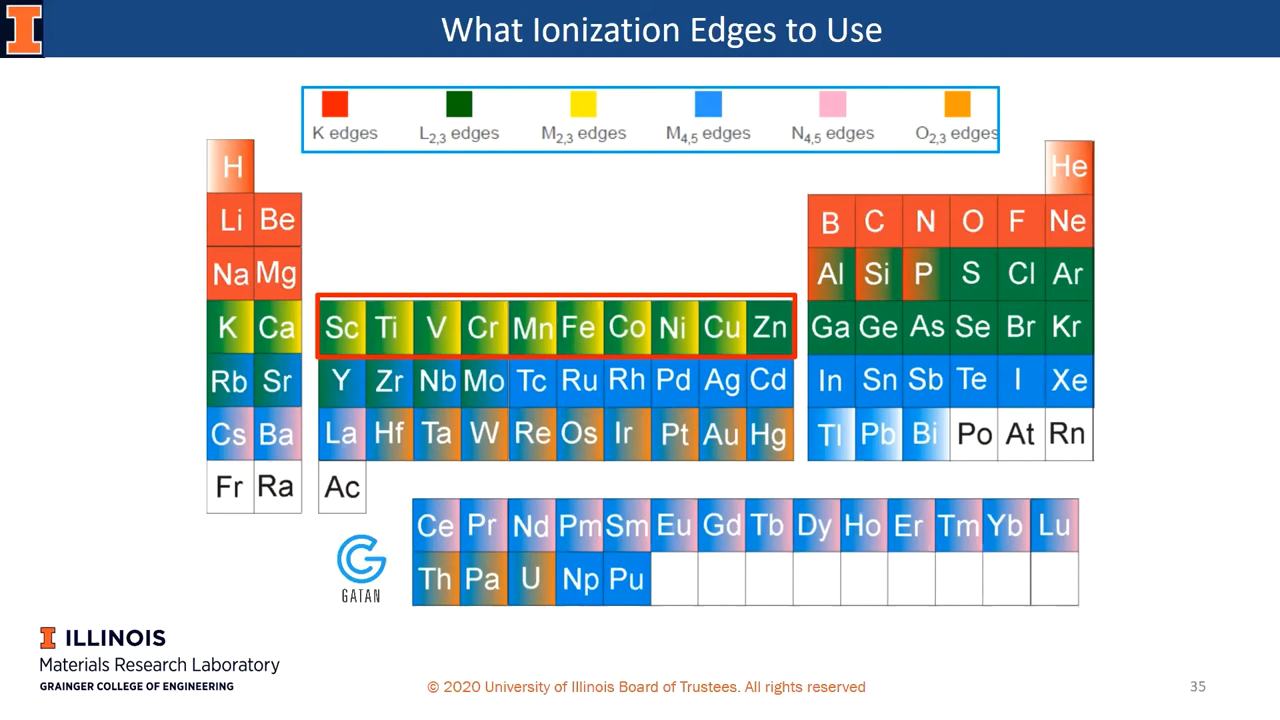 What Ionization Edges to Use
K edges L2,3 edges M2,3 edges M4,5 edges N4,5 edges O2,3 edges
H He
Li Be B C N O F Ne
Na Mg Al Si P S Cl Ar
K Ca Sc Ti V Cr Mn Fe Co Ni Cu Zn Ga Ge As Se Br Kr
Rb Sr Y Zr Nb Mo Tc Ru Rh Pd Ag Cd In Sn Sb Te I Xe
Cs Ba La Hf Ta W Re Os Ir Pt Au Hg Tl Pb Bi Po At Rn
Fr Ra Ac
Ce Pr Nd Pm Sm Eu Gd Tb Dy Ho Er Tm Yb Lu
Th Pa U Np Pu
GATAN
I ILLINOIS
Materials Research Laboratory
GRAINGER COLLEGE OF ENGINEERING
© 2020 University of Illinois Board of Trustees. All rights reserved
35